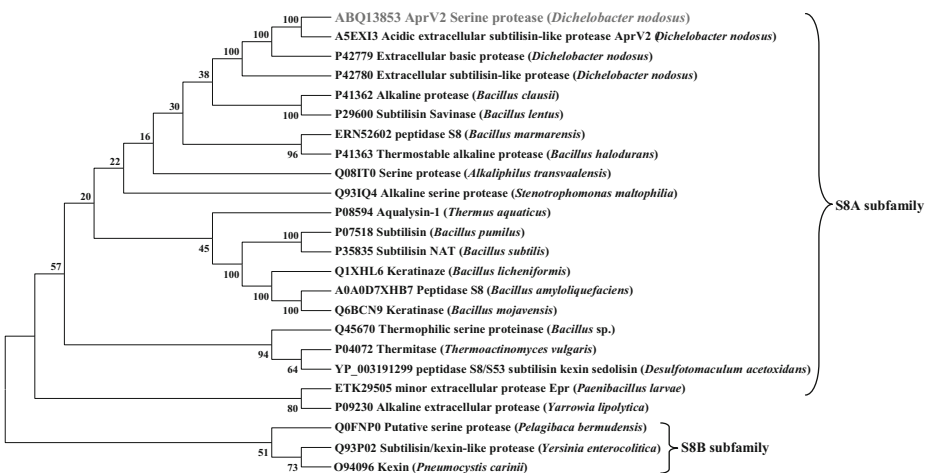 100
ABQ13853 AprV2 Serine protease (Dichelobacter nodosus)
A5EXI3 Acidic extracellular subtilisin-like protease AprV2 (Dichelobacter nodosus)
100
P42779 Extracellular basic protease (Dichelobacter nodosus)
100
P42780 Extracellular subtilisin-like protease (Dichelobacter nodosus)
38
P41362 Alkaline protease (Bacillus clausii)
30
P29600 Subtilisin Savinase (Bacillus lentus)
100
16
ERN52602 peptidase S8 (Bacillus marmarensis)
96
P41363 Thermostable alkaline protease (Bacillus halodurans)
22
Q08IT0 Serine protease (Alkaliphilus transvaalensis)
20
Q93IQ4 Alkaline serine protease (Stenotrophomonas maltophilia)
S8A subfamily
P08594 Aqualysin-1 (Thermus aquaticus)
100
P07518 Subtilisin (Bacillus pumilus)
45
P35835 Subtilisin NAT (Bacillus subtilis)
57
100
Q1XHL6 Keratinaze (Bacillus licheniformis)
100
A0A0D7XHB7 Peptidase S8 (Bacillus amyloliquefaciens)
100
Q6BCN9 Keratinase (Bacillus mojavensis)
Q45670 Thermophilic serine proteinase (Bacillus sp.)
94
P04072 Thermitase (Thermoactinomyces vulgaris)
64
YP_003191299 peptidase S8/S53 subtilisin kexin sedolisin (Desulfotomaculum acetoxidans)
ETK29505 minor extracellular protease Epr (Paenibacillus larvae)
80
P09230 Alkaline extracellular protease (Yarrowia lipolytica)
Q0FNP0 Putative serine protease (Pelagibaca bermudensis)
51
Q93P02 Subtilisin/kexin-like protease (Yersinia enterocolitica)
S8B subfamily
73
O94096 Kexin (Pneumocystis carinii)